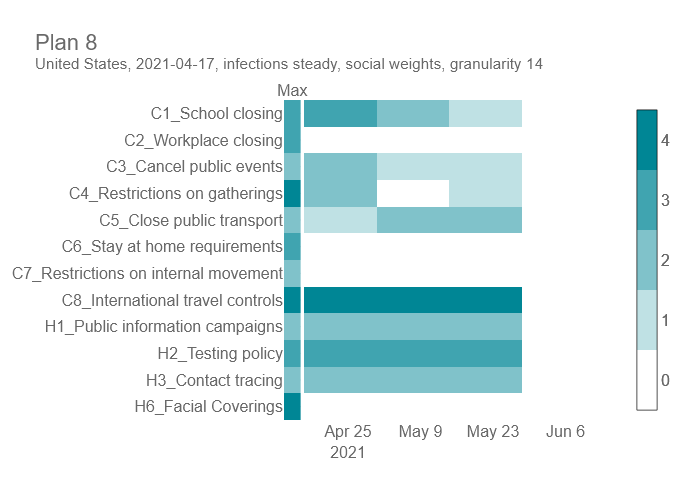 Plan 8
United States, 2021-04-17, infections steady, social weights, granularity 14
Max
C1_School closing
C2_Workplace closing
C3_Cancel public events
C4_Restrictions on gatherings
C5_Close public transport
C6_Stay at home requirements
C7_Restrictions on internal movement
C8_International travel controls
H1_Public information campaigns
H2_Testing policy
H3_Contact tracing
H6_Facial Coverings
Apr 25 May 9 May 23 Jun 6
2021
4
3
2
1
0